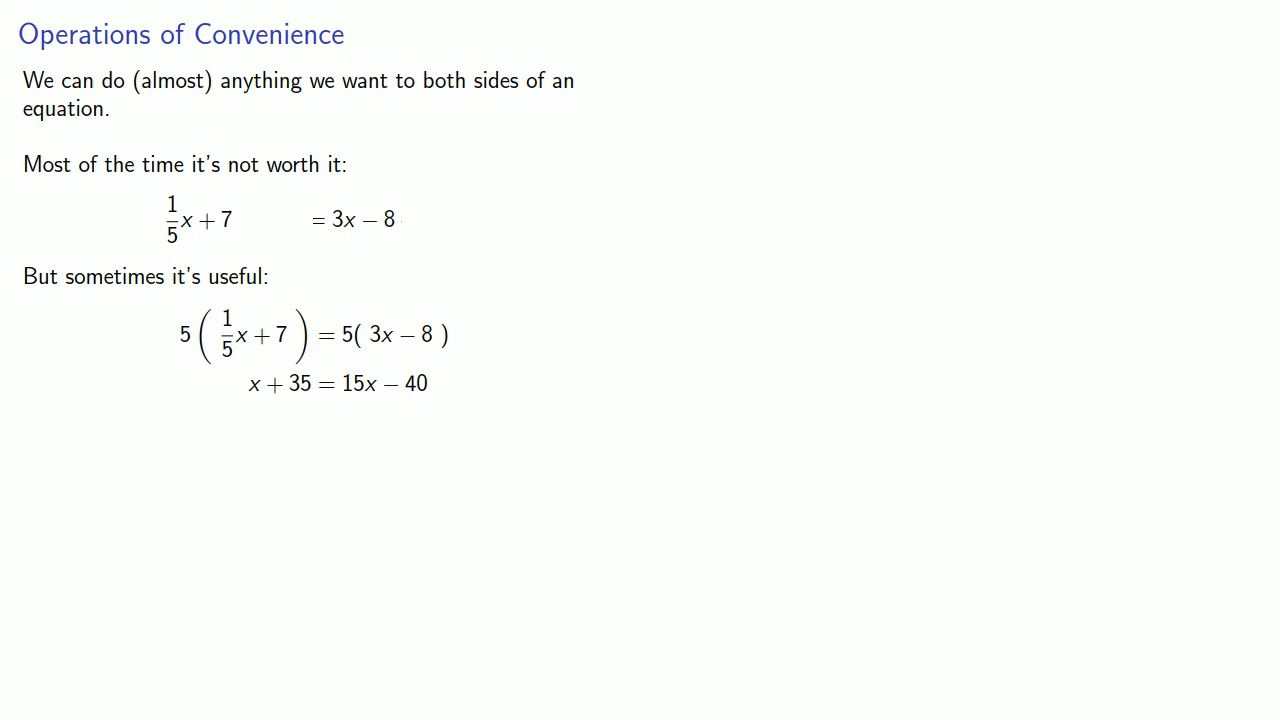 Operations of Convenience
We can do (almost) anything we want to both sides of an
equation.
Most of the time it's not worth it:
1/5 x + 7 = 3x − 8
But sometimes it's useful:
5( 1/5 x + 7 ) = 5( 3x − 8 )
x + 35 = 15x − 40